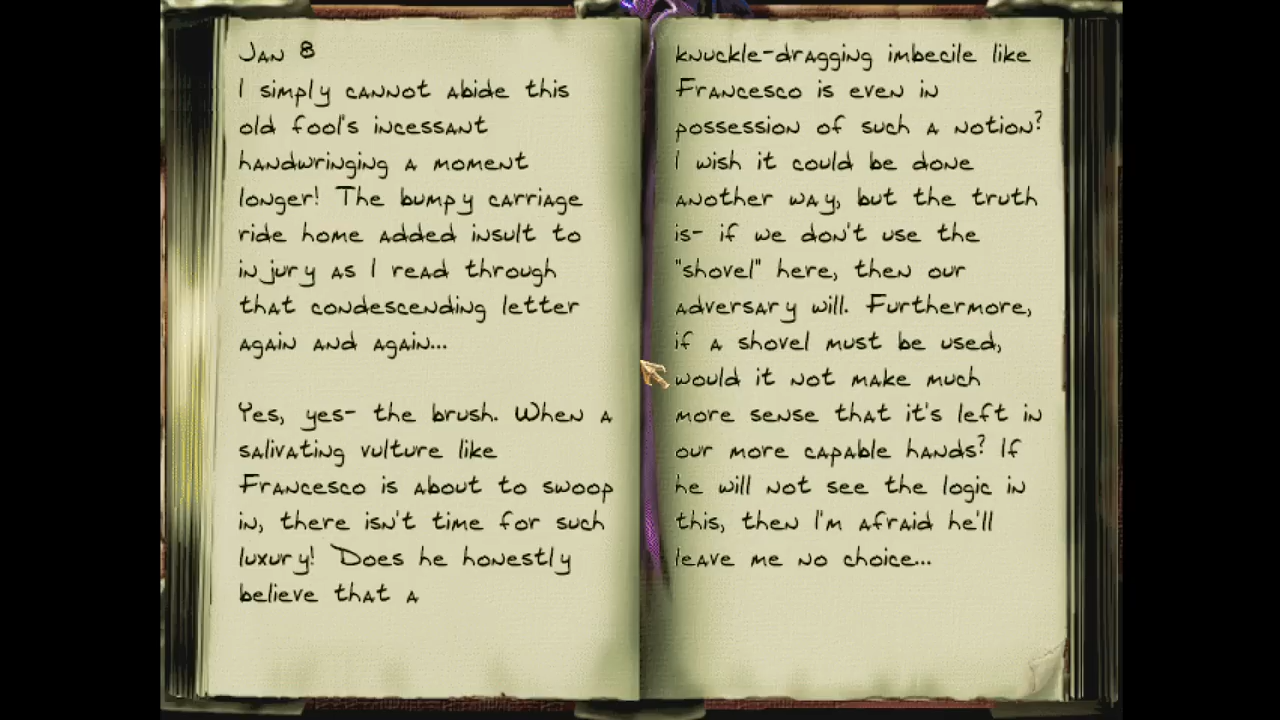 Jan 8
I simply cannot abide this
old fool's incessant
handwringing a moment
longer! The bumpy carriage
ride home added insult to
injury as I read through
that condescending letter
again and again...
Yes, yes- the brush. When a
salivating vulture like
Francesco is about to swoop
in, there isn't time for such
luxury! Does he honestly
believe that a
knuckle-dragging imbecile like
Francesco is even in
possession of such a notion?
I wish it could be done
another way, but the truth
is- if we don't use the
"shovel" here, then our
adversary will. Furthermore,
if a shovel must be used,
would it not make much
more sense that it's left in
our more capable hands? If
he will not see the logic in
this, then I'm afraid he'll
leave me no choice...